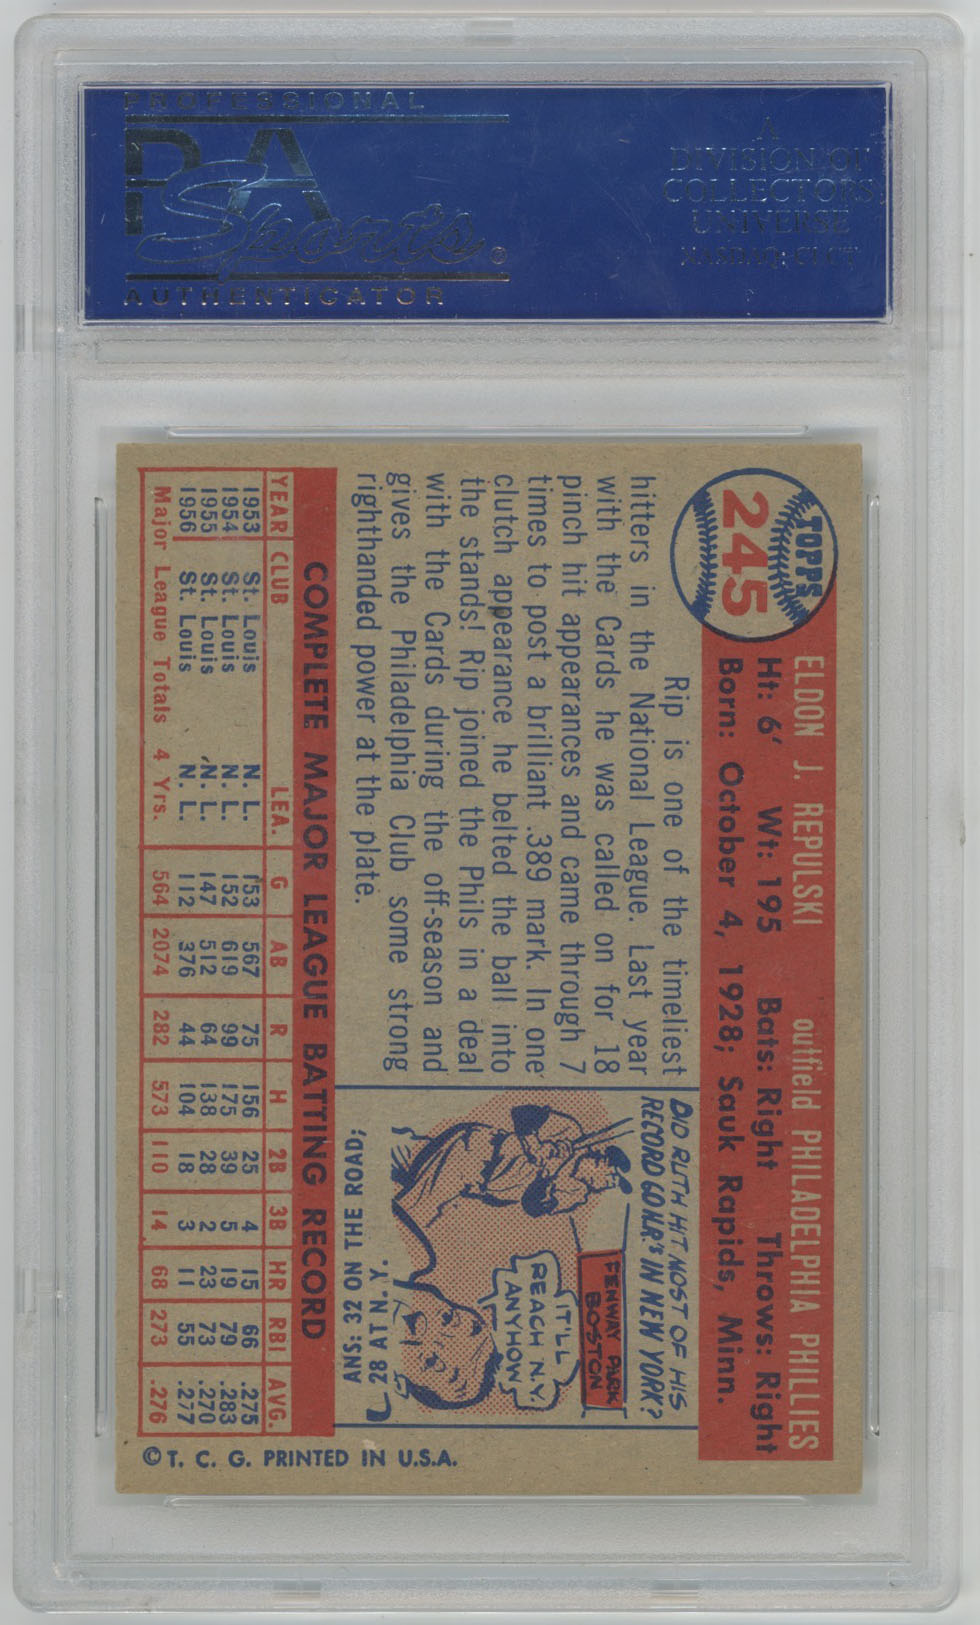 PROFESSIONAL
PSA
Sports®
AUTHENTICATOR
A
DIVISION OF
COLLECTORS
UNIVERSE
NASDAQ: CLCT
TOPPS
245
ELDON J. REPULSKI outfield PHILADELPHIA PHILLIES
Ht: 6' Wt: 195 Bats: Right Throws: Right
Born: October 4, 1928; Sauk Rapids, Minn.
Rip is one of the timeliest
hitters in the National League. Last year
with the Cards he was called on for 18
pinch hit appearances and came through 7
times to post a brilliant .389 mark. In one
clutch appearance he belted the ball into
the stands! Rip joined the Phils in a deal
with the Cards during the off-season and
gives the Philadelphia Club some strong
righthanded power at the plate.
DID RUTH HIT MOST OF HIS
RECORD 60 H.R.'S IN NEW YORK?
FENWAY PARK
BOSTON
IT'LL
REACH N.Y.
ANYHOW
ANS: 32 ON THE ROAD;
28 AT N.Y.
COMPLETE MAJOR LEAGUE BATTING RECORD
YEAR CLUB LEA. G AB R H 2B 3B HR RBI AVG.
1953 St. Louis N. L. 153 567 75 156 25 4 15 66 .275
1954 St. Louis N. L. 152 619 99 175 39 5 19 79 .283
1955 St. Louis N. L. 147 512 64 138 28 2 23 73 .270
1956 St. Louis N. L. 112 376 44 104 18 3 11 55 .277
Major League Totals 4 Yrs. 564 2074 282 573 110 14 68 273 .276
© T. C. G. PRINTED IN U.S.A.